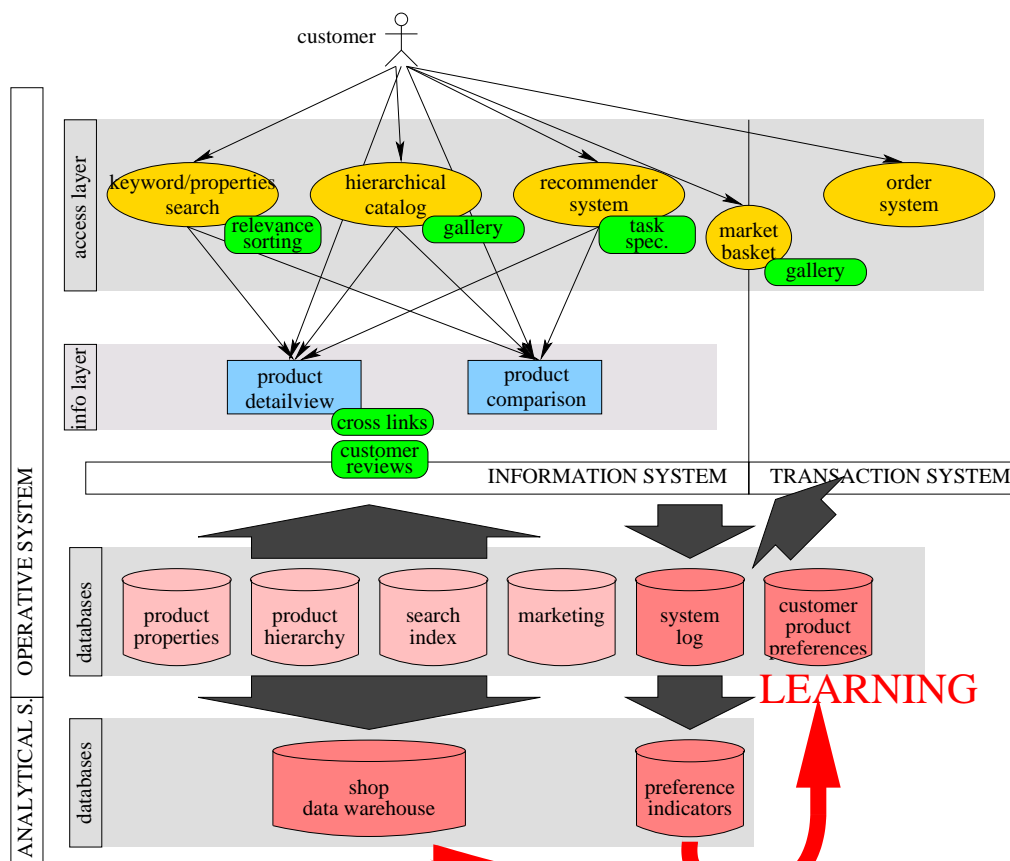 customer
OPERATIVE SYSTEM
access layer
keyword/properties
search
relevance
sorting
hierarchical
catalog
gallery
recommender
system
task
spec.
market
basket
gallery
order
system
info layer
product
detailview
cross links
customer
reviews
product
comparison
INFORMATION SYSTEM
TRANSACTION SYSTEM
databases
product
properties
product
hierarchy
search
index
marketing
system
log
customer
product
preferences
LEARNING
ANALYTICAL S.
databases
shop
data warehouse
preference
indicators